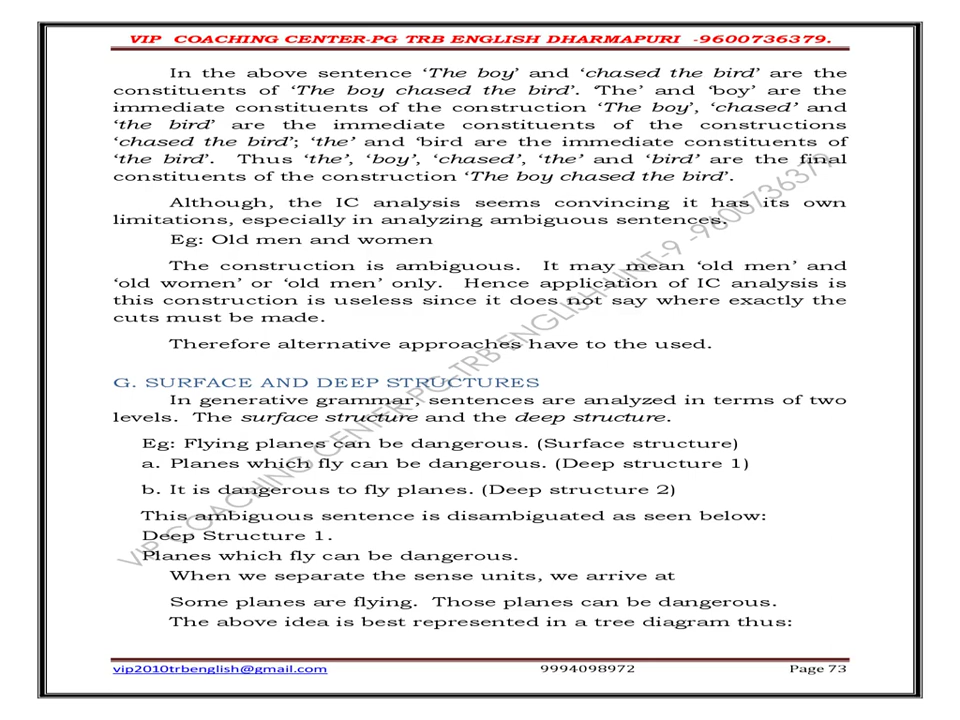 VIP COACHING CENTER-PG TRB ENGLISH DHARMAPURI -9600736379.
In the above sentence ‘The boy’ and ‘chased the bird’ are the
constituents of ‘The boy chased the bird’. ‘The’ and ‘boy’ are the
immediate constituents of the construction ‘The boy’, ‘chased’ and
‘the bird’ are the immediate constituents of the constructions
‘chased the bird’; ‘the’ and ‘bird are the immediate constituents of
‘the bird’. Thus ‘the’, ‘boy’, ‘chased’, ‘the’ and ‘bird’ are the final
constituents of the construction ‘The boy chased the bird’.
Although, the IC analysis seems convincing it has its own
limitations, especially in analyzing ambiguous sentences.
Eg: Old men and women
The construction is ambiguous. It may mean ‘old men’ and
‘old women’ or ‘old men’ only. Hence application of IC analysis is
this construction is useless since it does not say where exactly the
cuts must be made.
Therefore alternative approaches have to the used.
G. SURFACE AND DEEP STRUCTURES
In generative grammar, sentences are analyzed in terms of two
levels. The surface structure and the deep structure.
Eg: Flying planes can be dangerous. (Surface structure)
a. Planes which fly can be dangerous. (Deep structure 1)
b. It is dangerous to fly planes. (Deep structure 2)
This ambiguous sentence is disambiguated as seen below:
Deep Structure 1.
Planes which fly can be dangerous.
When we separate the sense units, we arrive at
Some planes are flying. Those planes can be dangerous.
The above idea is best represented in a tree diagram thus:
VIP COACHING CENTER-PG-TRB ENGLISH-UNIT-9 -9600736379
vip2010trbenglish@gmail.com 9994098972 Page 73